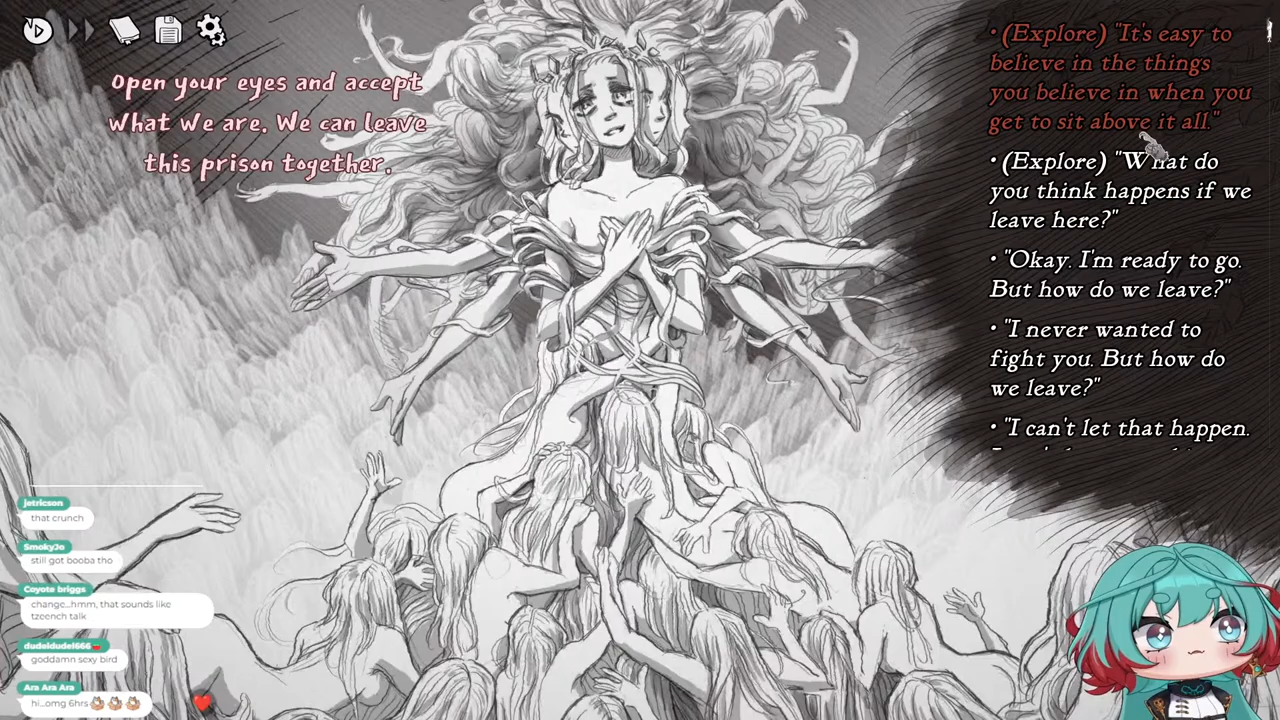 Open your eyes and accept
what we are. We can leave
this prison together.
• (Explore) "It's easy to
believe in the things
you believe in when you
get to sit above it all."
• (Explore) "What do
you think happens if we
leave here?"
• "Okay. I'm ready to go.
But how do we leave?"
• "I never wanted to
fight you. But how do
we leave?"
• "I can't let that happen.
jetricson
that crunch
SmokyJo
still got booba tho
Coyote briggs
change...hmm, that sounds like
tzeench talk
dudeldudel666
goddamn sexy bird
Ara Ara Ara
hi..omg 6hrs